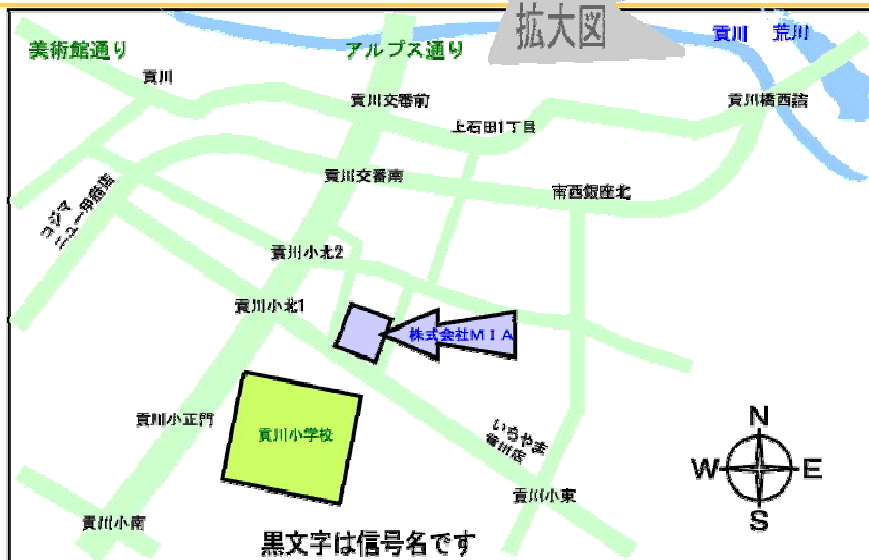 拡大図
美術館通り
アルプス通り
貢川
荒川
貢川
貢川交番前
貢川橋西詰
上石田1丁目
貢川交番南
南西銀座北
コジマ
ニュー甲府店
貢川小北2
貢川小北1
株式会社MIA
貢川小正門
貢川小学校
いちやま
貢川店
N
W
E
S
貢川小東
貢川小南
黒文字は信号名です